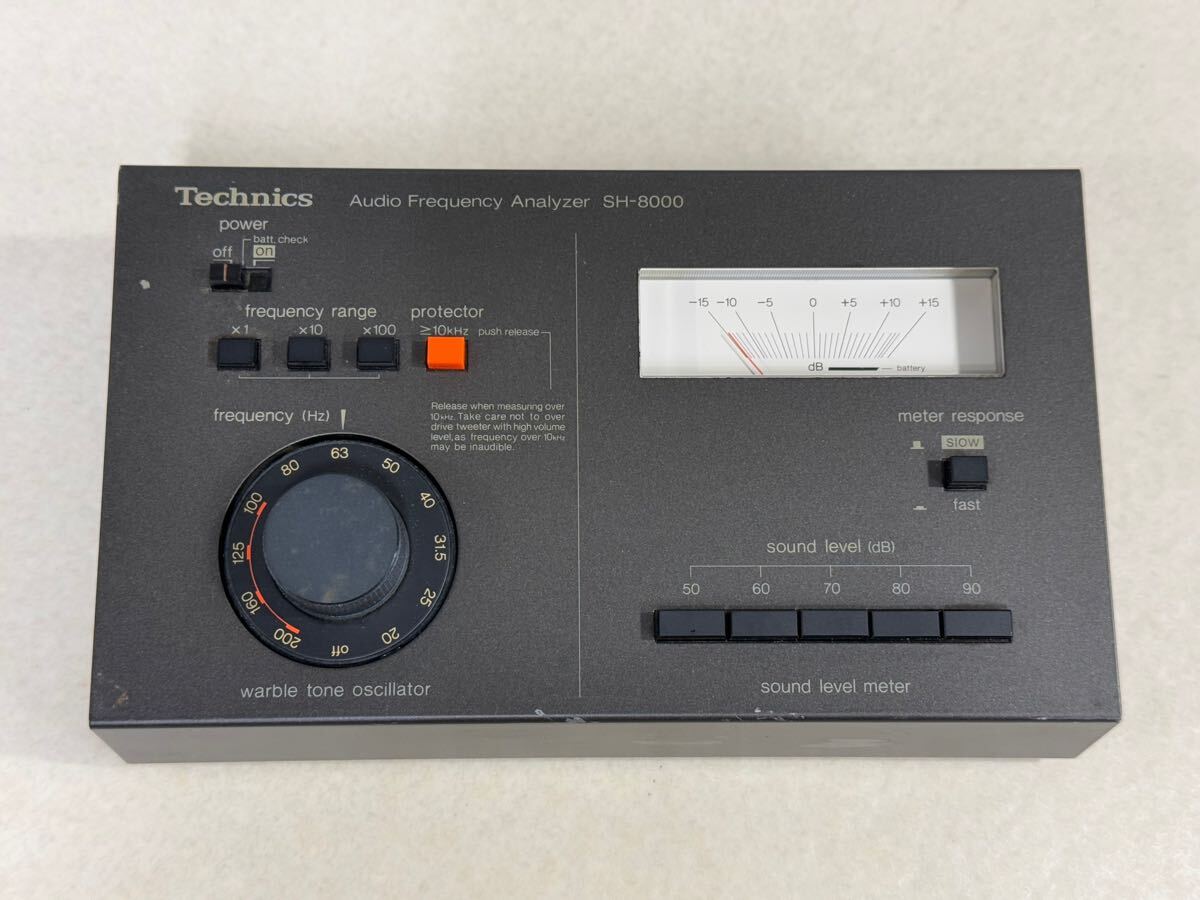 Technics Audio Frequency Analyzer SH-8000
power
batt. check
off on
frequency range protector
×1 ×10 ×100 ≧10kHz push release
Release when measuring over
10kHz. Take care not to over
drive tweeter with high volume
level, as frequency over 10kHz
may be inaudible.
frequency (Hz)
off 200 160 125 100 80 63 50 40 31.5 25 20
warble tone oscillator
-15 -10 -5 0 +5 +10 +15
dB battery
meter response
slow
fast
sound level (dB)
50 60 70 80 90
sound level meter